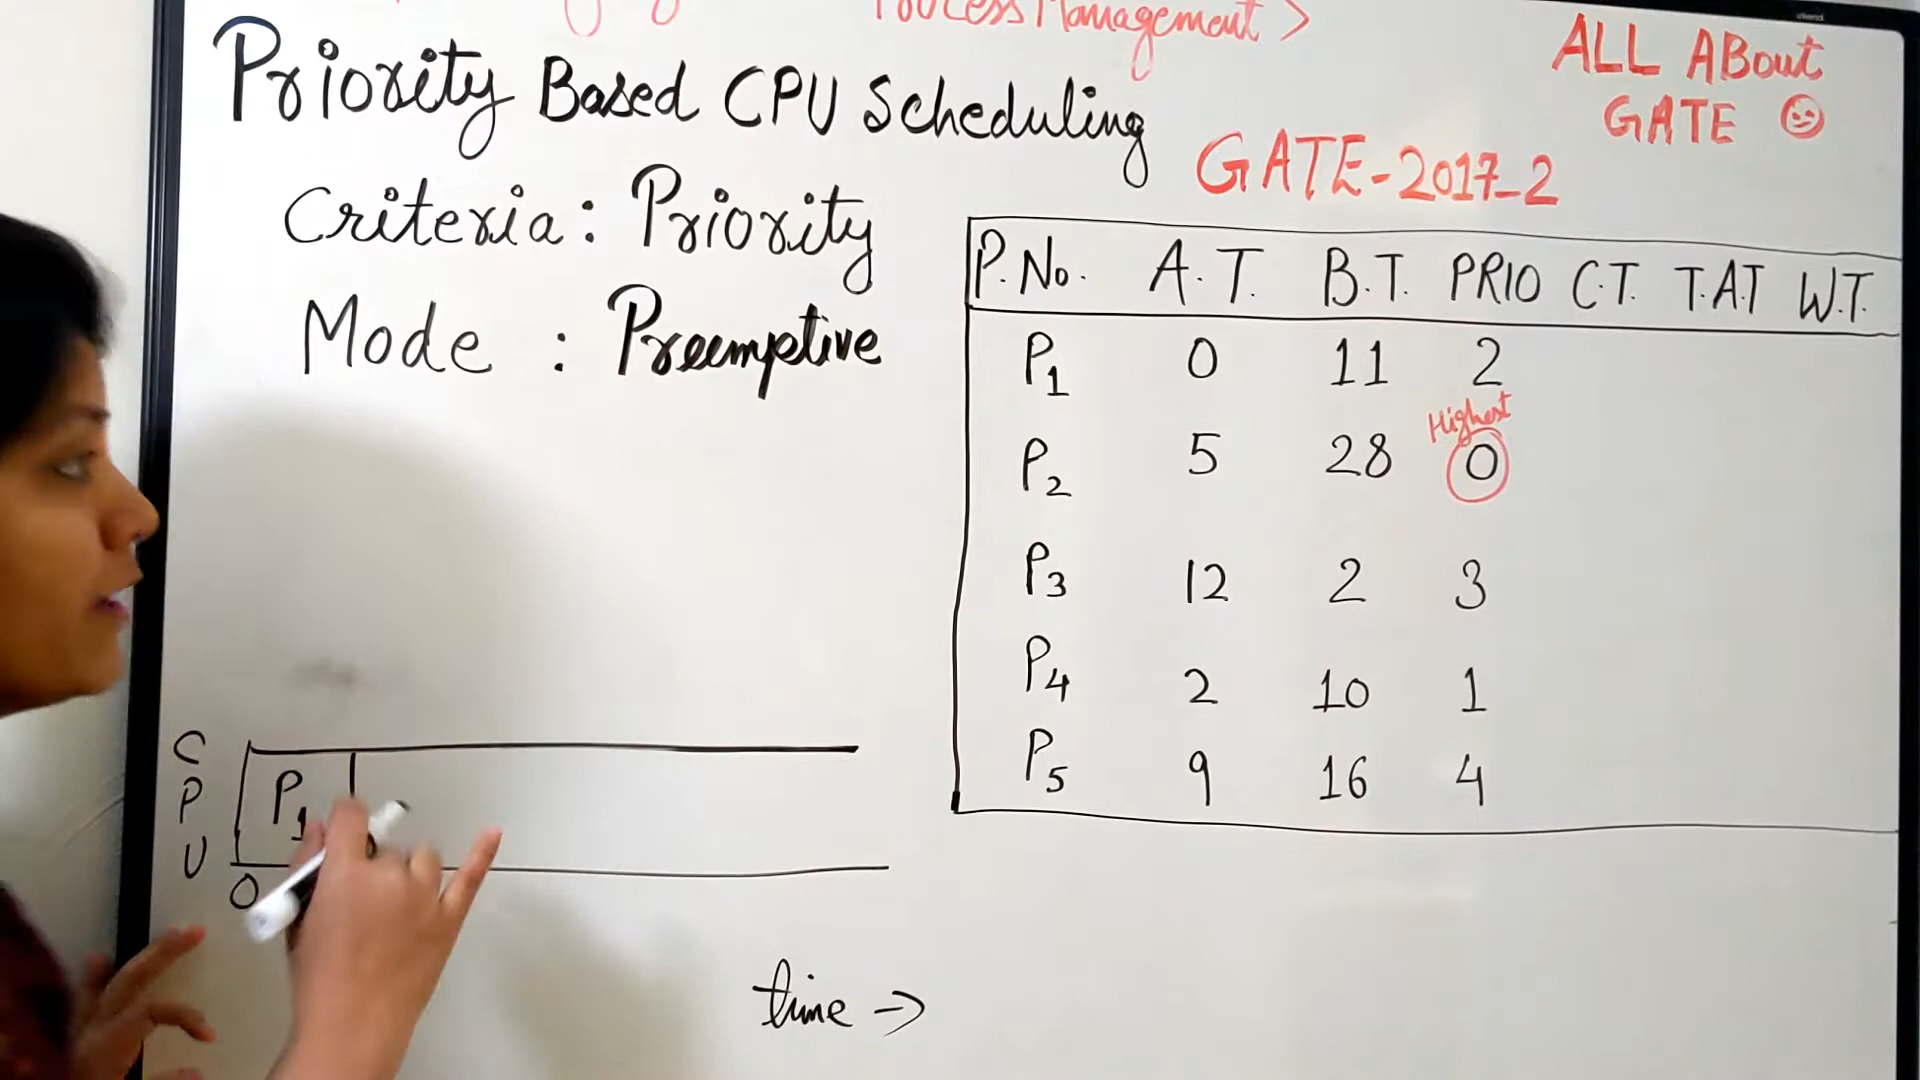 Process Management >
Priority Based CPU Scheduling
ALL ABout
GATE
GATE-2017-2
Criteria: Priority
Mode : Preemptive
P.No. A.T. B.T. PRIO C.T. T.A.T W.T.
P1 0 11 2
Highest
P2 5 28 0
P3 12 2 3
P4 2 10 1
P5 9 16 4
CPU
P1
0
time →